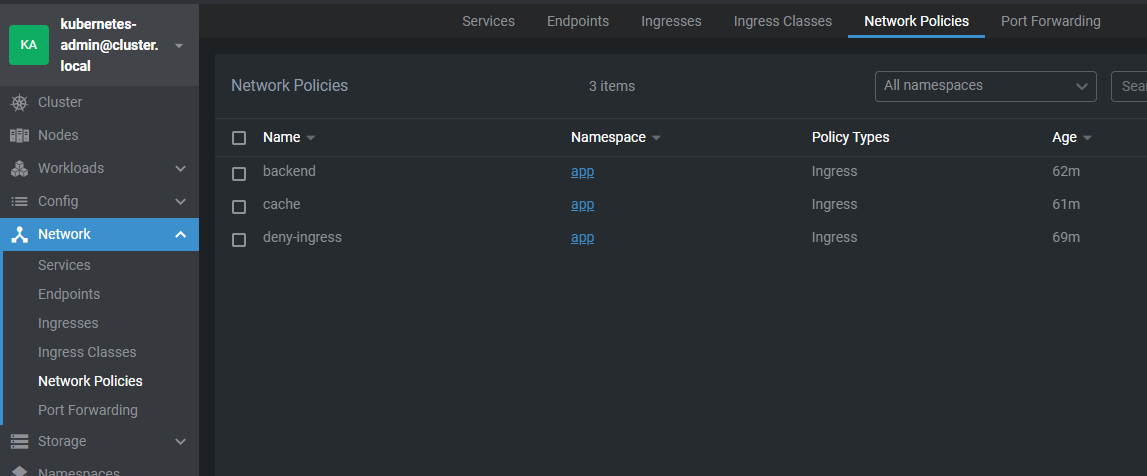 KA
kubernetes-
admin@cluster.
local
Cluster
Nodes
Workloads
Config
Network
Services
Endpoints
Ingresses
Ingress Classes
Network Policies
Port Forwarding
Storage
Namespaces
Services Endpoints Ingresses Ingress Classes Network Policies Port Forwarding
Network Policies 3 items All namespaces Sea
Name Namespace Policy Types Age
backend app Ingress 62m
cache app Ingress 61m
deny-ingress app Ingress 69m